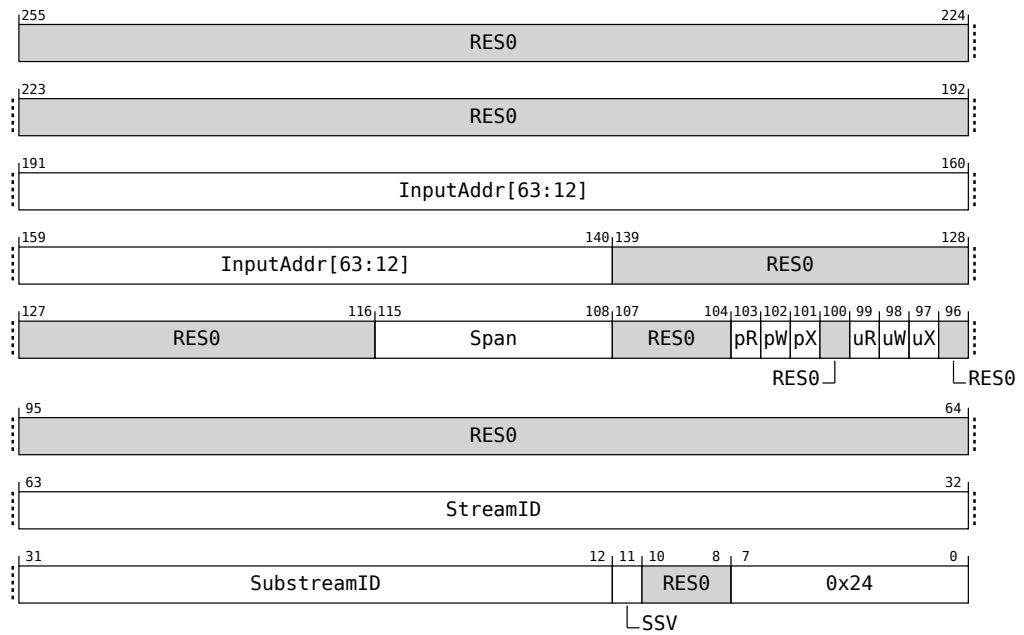 255 224
RES0
223 192
RES0
191 160
InputAddr[63:12]
159 140 139 128
InputAddr[63:12] RES0
127 116 115 108 107 104 103 102 101 100 99 98 97 96
RES0 Span RES0 pR pW pX uR uW uX
RES0 RES0
95 64
RES0
63 32
StreamID
31 12 11 10 8 7 0
SubstreamID RES0 0x24
SSV